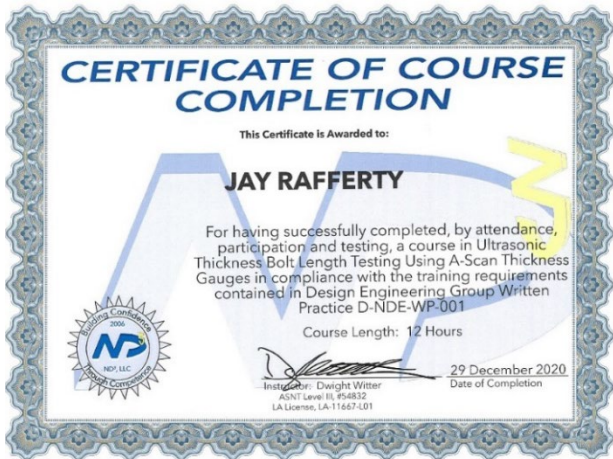 CERTIFICATE OF COURSE
COMPLETION
This Certificate is Awarded to:
JAY RAFFERTY
For having successfully completed, by attendance,
participation and testing, a course in Ultrasonic
Thickness Bolt Length Testing Using A-Scan Thickness
Gauges in compliance with the training requirements
contained in Design Engineering Group Written
Practice D-NDE-WP-001
Course Length: 12 Hours
29 December 2020
Instructor: Dwight Witter
Date of Completion
ASNT Level III, #54832
LA License, LA-11667-L01
Building Confidence
2006
ND³, LLC
Through Competence